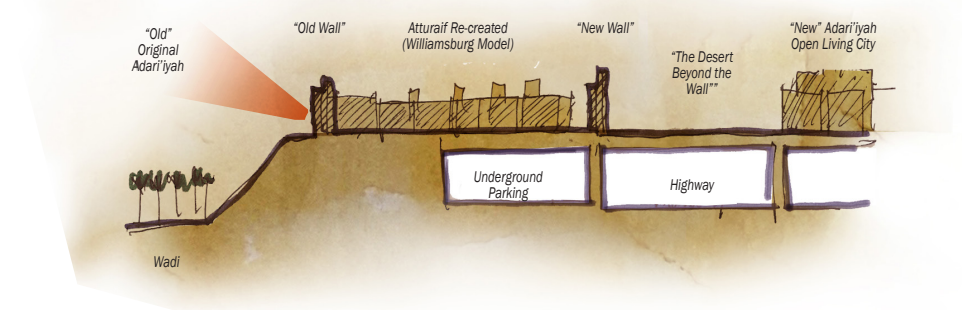 “Old”
Original
Adari’iyah
“Old Wall”
Atturaif Re-created
(Williamsburg Model)
“New Wall”
“The Desert
Beyond the
Wall””
“New” Adari’iyah
Open Living City
Underground
Parking
Highway
Wadi